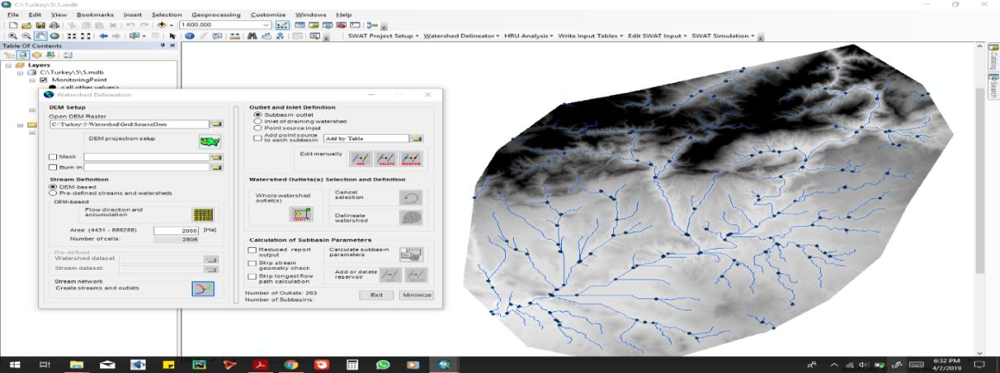 C:\Turkey\5\5.mdb
File Edit View Bookmarks Insert Selection Geoprocessing Customize Windows Help
1:600.000
SWAT Project Setup Watershed Delineator HRU Analysis Write Input Tables Edit SWAT Input SWAT Simulation
Table Of Contents
Layers
C:\Turkey\5\5.mdb
MonitoringPoint
<all other values>
Catalog
Search
Watershed Delineation
DEM Setup
Open DEM Raster
C:\Turkey\5\Watershed\Grid\SourceDem
DEM projection setup
Mask
Burn In
Stream Definition
DEM-based
Pre-defined streams and watersheds
DEM-based
Flow direction and
accumulation
Area: (4431 - 886288) 2000 [Ha]
Number of cells: 2805
Pre-defined
Watershed dataset
Stream dataset
Stream network
Create streams and outlets
Outlet and Inlet Definition
Subbasin outlet
Inlet of draining watershed
Point source input
Add point source
to each subbasin
Add by Table
Edit manually
ADD DELETE REDEFINE
Watershed Outlets(s) Selection and Definition
Whole watershed
outlet(s)
Cancel
selection
Delineate
watershed
Calculation of Subbasin Parameters
Reduced report
output
Skip stream
geometry check
Skip longest flow
path calculation
Calculate subbasin
parameters
Add or delete
reservoir
Number of Outlets: 263
Number of Subbasins:
Exit Minimize
6:32 PM
4/2/2019